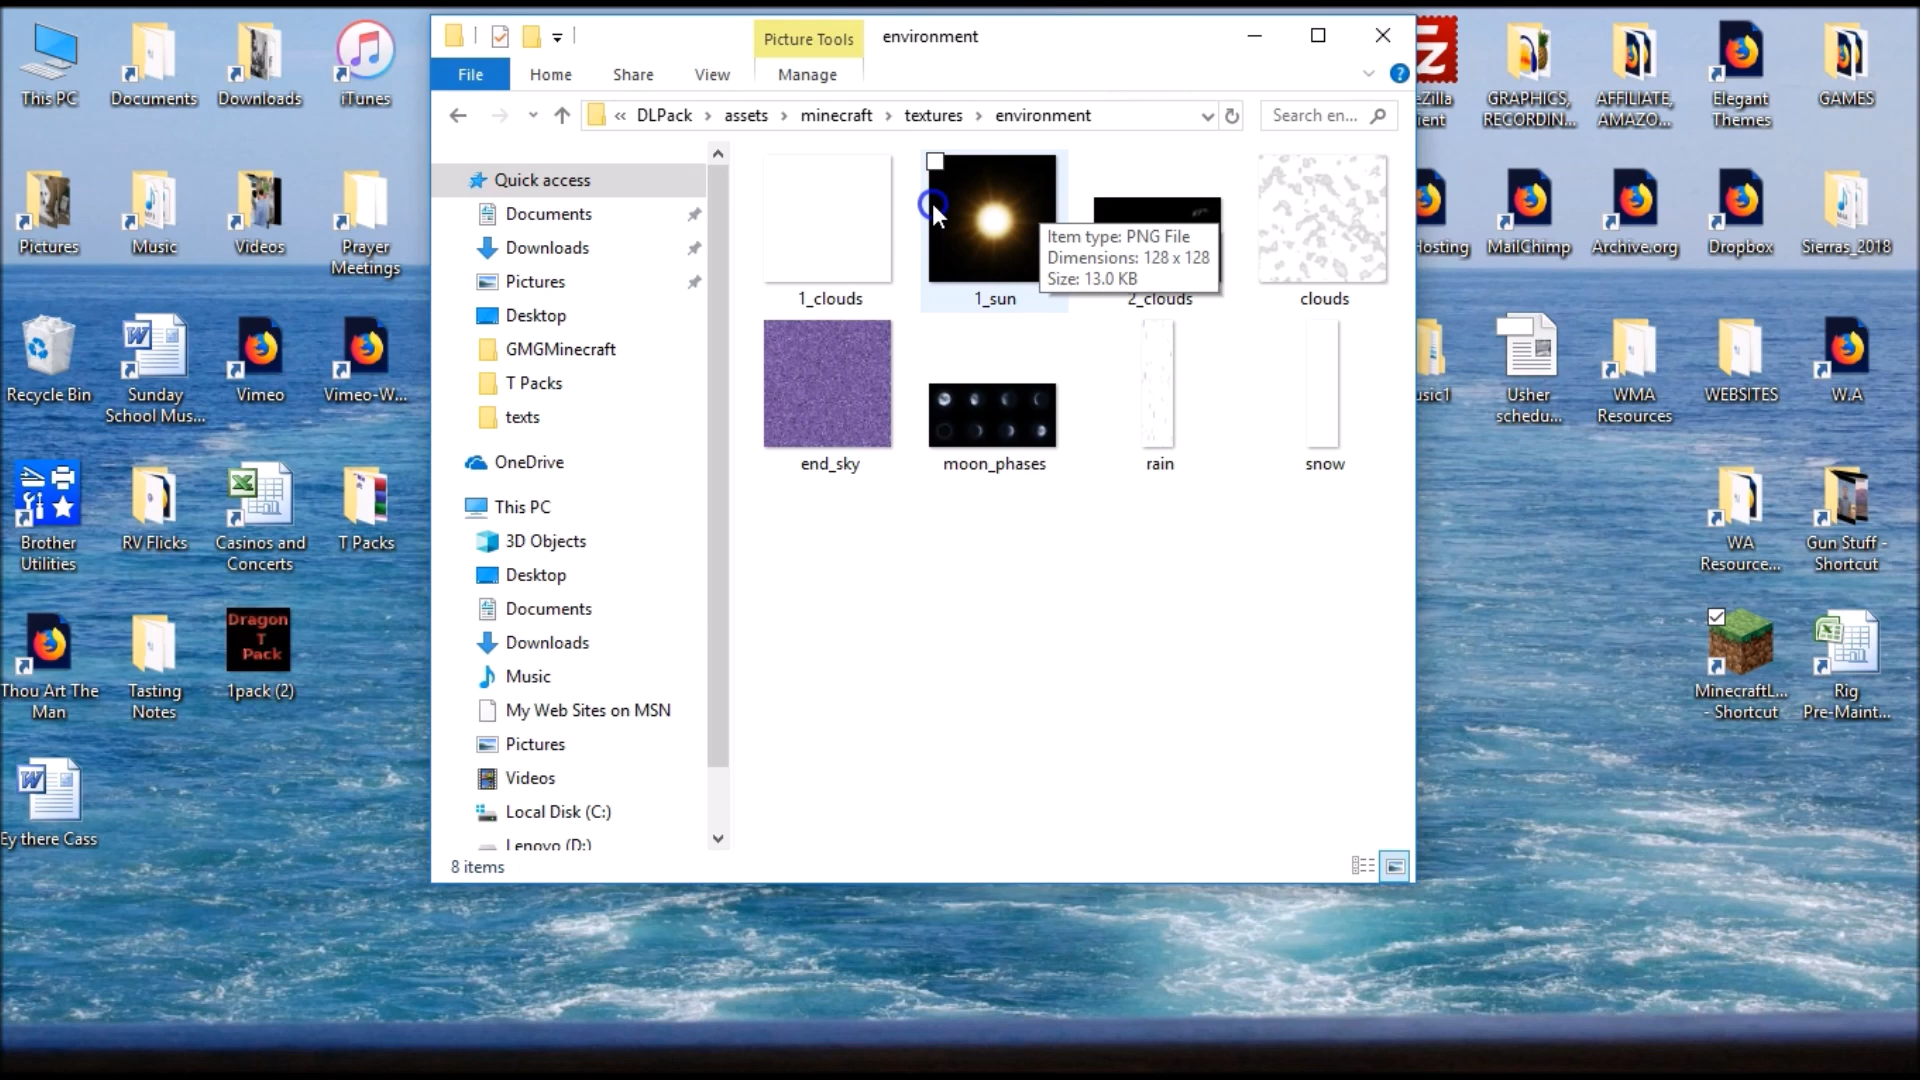 This PC
Documents
Downloads
iTunes
Pictures
Music
Videos
Prayer
Meetings
Recycle Bin
Sunday
School Mus...
Vimeo
Vimeo-W...
Brother
Utilities
RV Flicks
Casinos and
Concerts
T Packs
Thou Art The
Man
Tasting
Notes
Dragon
T
Pack
1pack (2)
Ey there Cass
Picture Tools
environment
File
Home
Share
View
Manage
?
« DLPack > assets > minecraft > textures > environment
Search en...
Quick access
Documents
Downloads
Pictures
Desktop
GMGMinecraft
T Packs
texts
OneDrive
This PC
3D Objects
Desktop
Documents
Downloads
Music
My Web Sites on MSN
Pictures
Videos
Local Disk (C:)
Lenovo (D:)
1_clouds
1_sun
2_clouds
clouds
Item type: PNG File
Dimensions: 128 x 128
Size: 13.0 KB
end_sky
moon_phases
rain
snow
8 items
eZilla
ient
GRAPHICS,
RECORDIN...
AFFILIATE,
AMAZO...
Elegant
Themes
GAMES
Hosting
MailChimp
Archive.org
Dropbox
Sierras_2018
usic1
Usher
schedu...
WMA
Resources
WEBSITES
W.A
WA
Resource...
Gun Stuff -
Shortcut
MinecraftL...
- Shortcut
Rig
Pre-Maint...